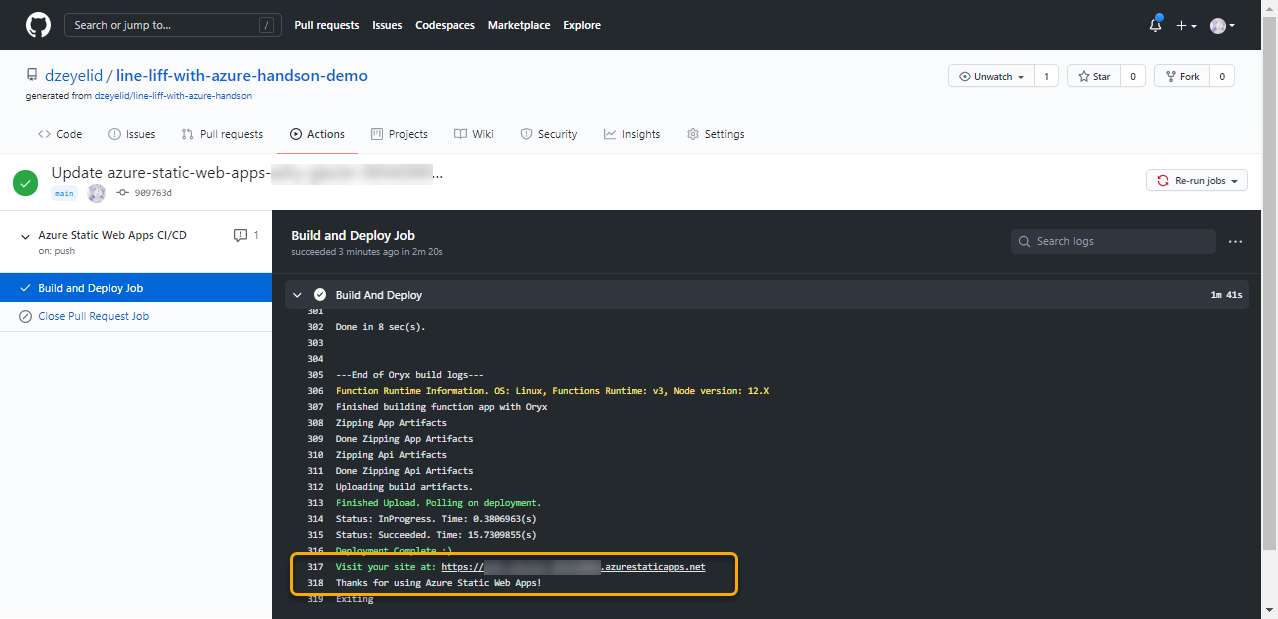 Search or jump to... /
Pull requests Issues Codespaces Marketplace Explore
dzeyelid / line-liff-with-azure-handson-demo
Unwatch 1 Star 0 Fork 0
generated from dzeyelid/line-liff-with-azure-handson
Code Issues Pull requests Actions Projects Wiki Security Insights Settings
Update azure-static-web-apps- ...
main 909763d
Re-run jobs
Azure Static Web Apps CI/CD 1
on: push
Build and Deploy Job
Close Pull Request Job
Build and Deploy Job
succeeded 3 minutes ago in 2m 20s
Search logs
Build And Deploy 1m 41s
301
302 Done in 8 sec(s).
303
304
305 ---End of Oryx build logs---
306 Function Runtime Information. OS: Linux, Functions Runtime: v3, Node version: 12.X
307 Finished building function app with Oryx
308 Zipping App Artifacts
309 Done Zipping App Artifacts
310 Zipping Api Artifacts
311 Done Zipping Api Artifacts
312 Uploading build artifacts.
313 Finished Upload. Polling on deployment.
314 Status: InProgress. Time: 0.3806963(s)
315 Status: Succeeded. Time: 15.7309855(s)
316 Deployment Complete :)
317 Visit your site at: https:// .azurestaticapps.net
318 Thanks for using Azure Static Web Apps!
319 Exiting